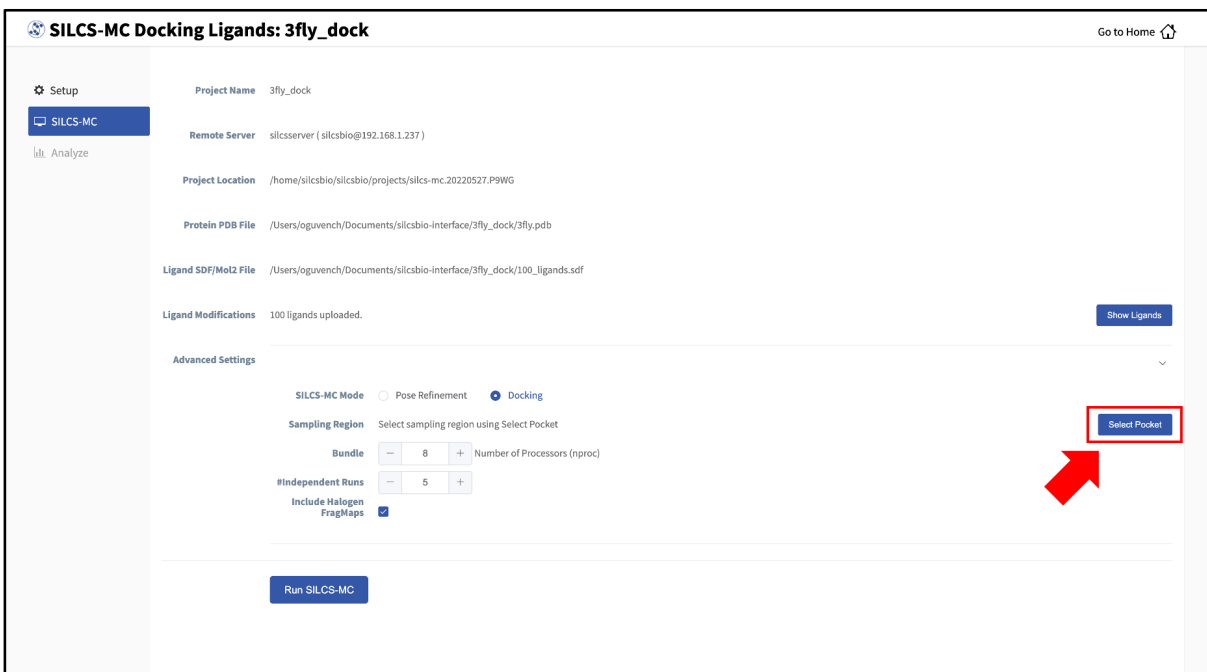 SILCS-MC Docking Ligands: 3fly_dock
Go to Home
Setup
SILCS-MC
Analyze
Project Name 3fly_dock
Remote Server silcsserver ( silcsbio@192.168.1.237 )
Project Location /home/silcsbio/silcsbio/projects/silcs-mc.20220527.P9WG
Protein PDB File /Users/oguvench/Documents/silcsbio-interface/3fly_dock/3fly.pdb
Ligand SDF/Mol2 File /Users/oguvench/Documents/silcsbio-interface/3fly_dock/100_ligands.sdf
Ligand Modifications 100 ligands uploaded. Show Ligands
Advanced Settings
SILCS-MC Mode Pose Refinement Docking
Sampling Region Select sampling region using Select Pocket Select Pocket
Bundle − 8 + Number of Processors (nproc)
#Independent Runs − 5 +
Include Halogen
FragMaps
Run SILCS-MC